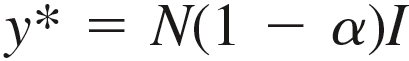 y* = N(1 − α)I